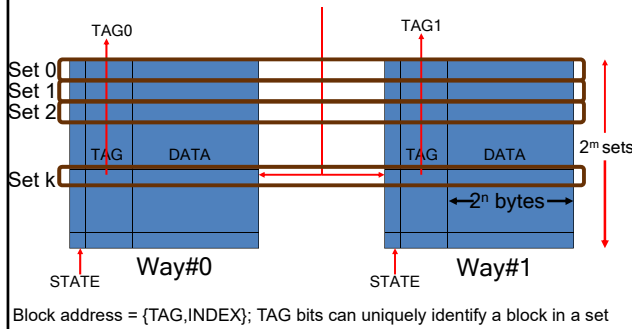 TAG0
TAG1
Set 0
Set 1
Set 2
TAG DATA
TAG DATA
2ᵐ sets
Set k
2ⁿ bytes
Way#0
Way#1
STATE
STATE
Block address = {TAG,INDEX}; TAG bits can uniquely identify a block in a set